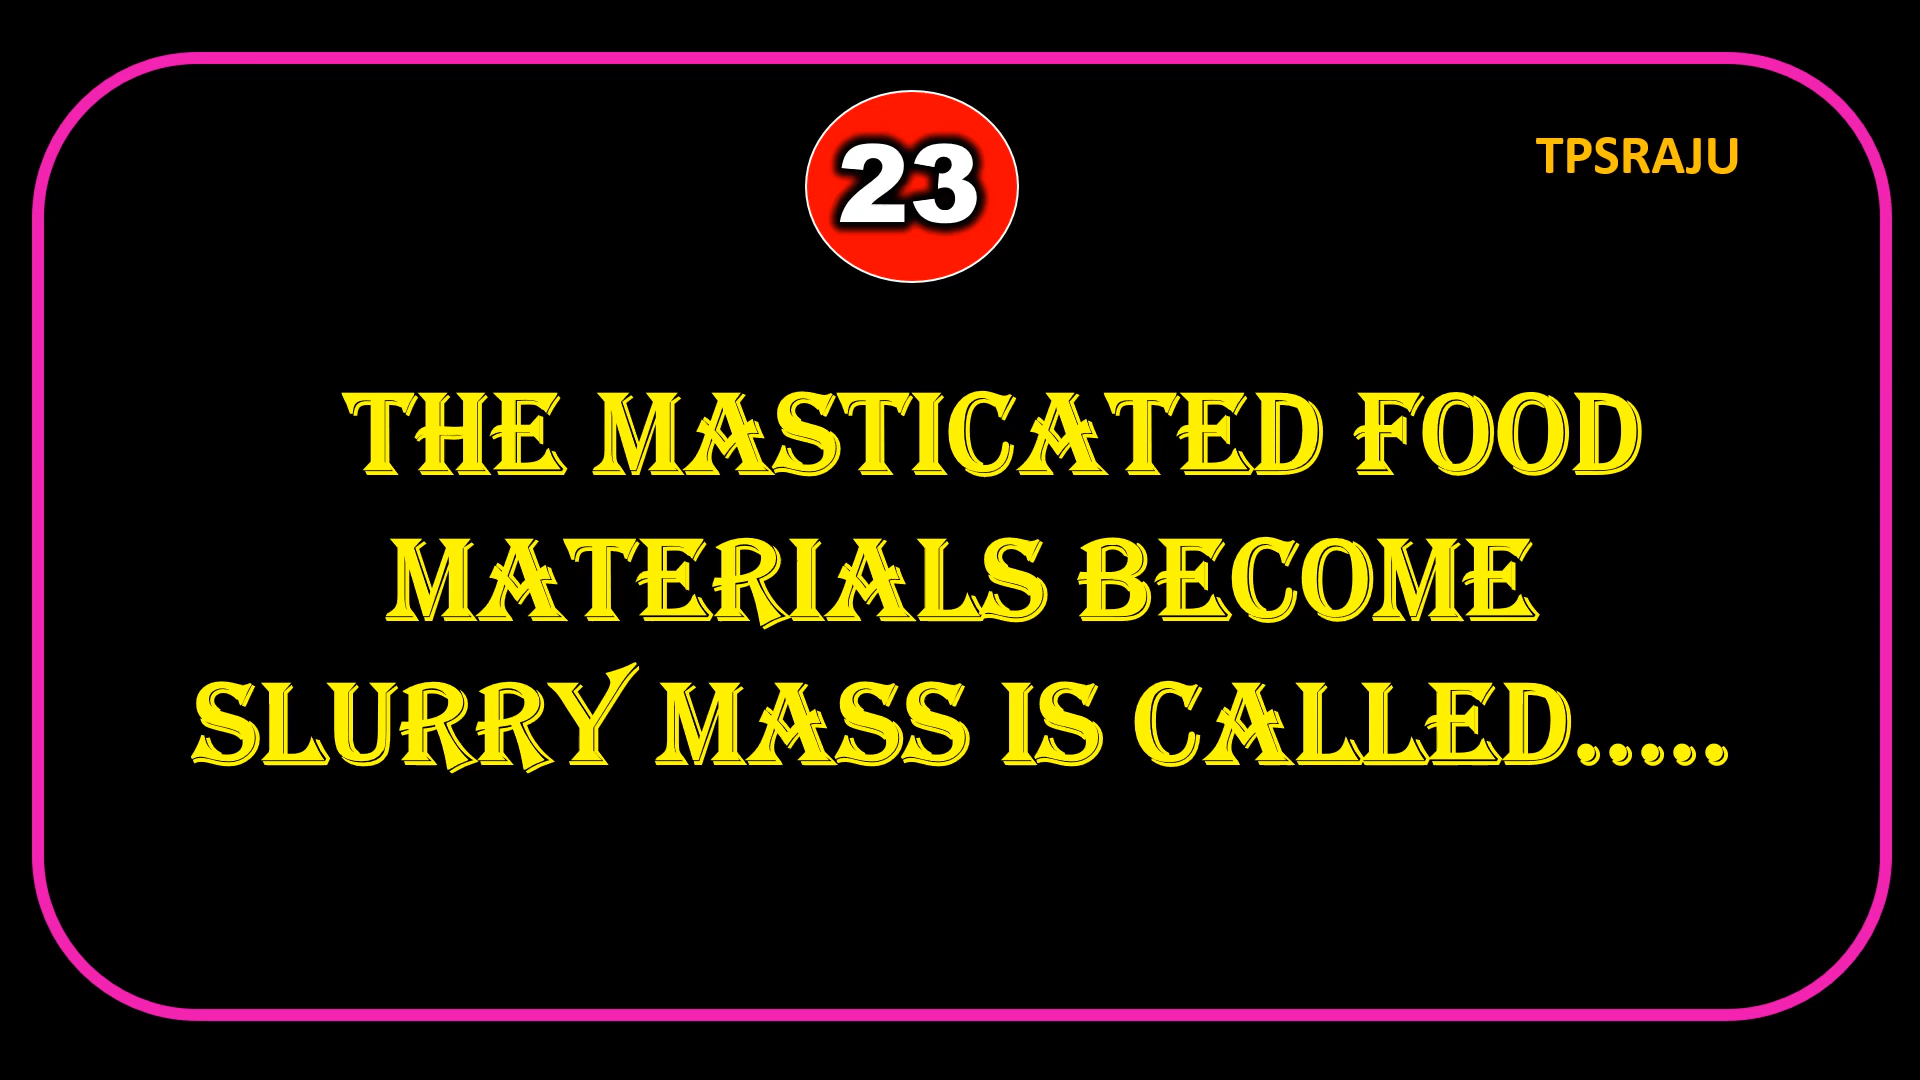 23
TPSRAJU
THE MASTICATED FOOD
MATERIALS BECOME
SLURRY MASS IS CALLED.....